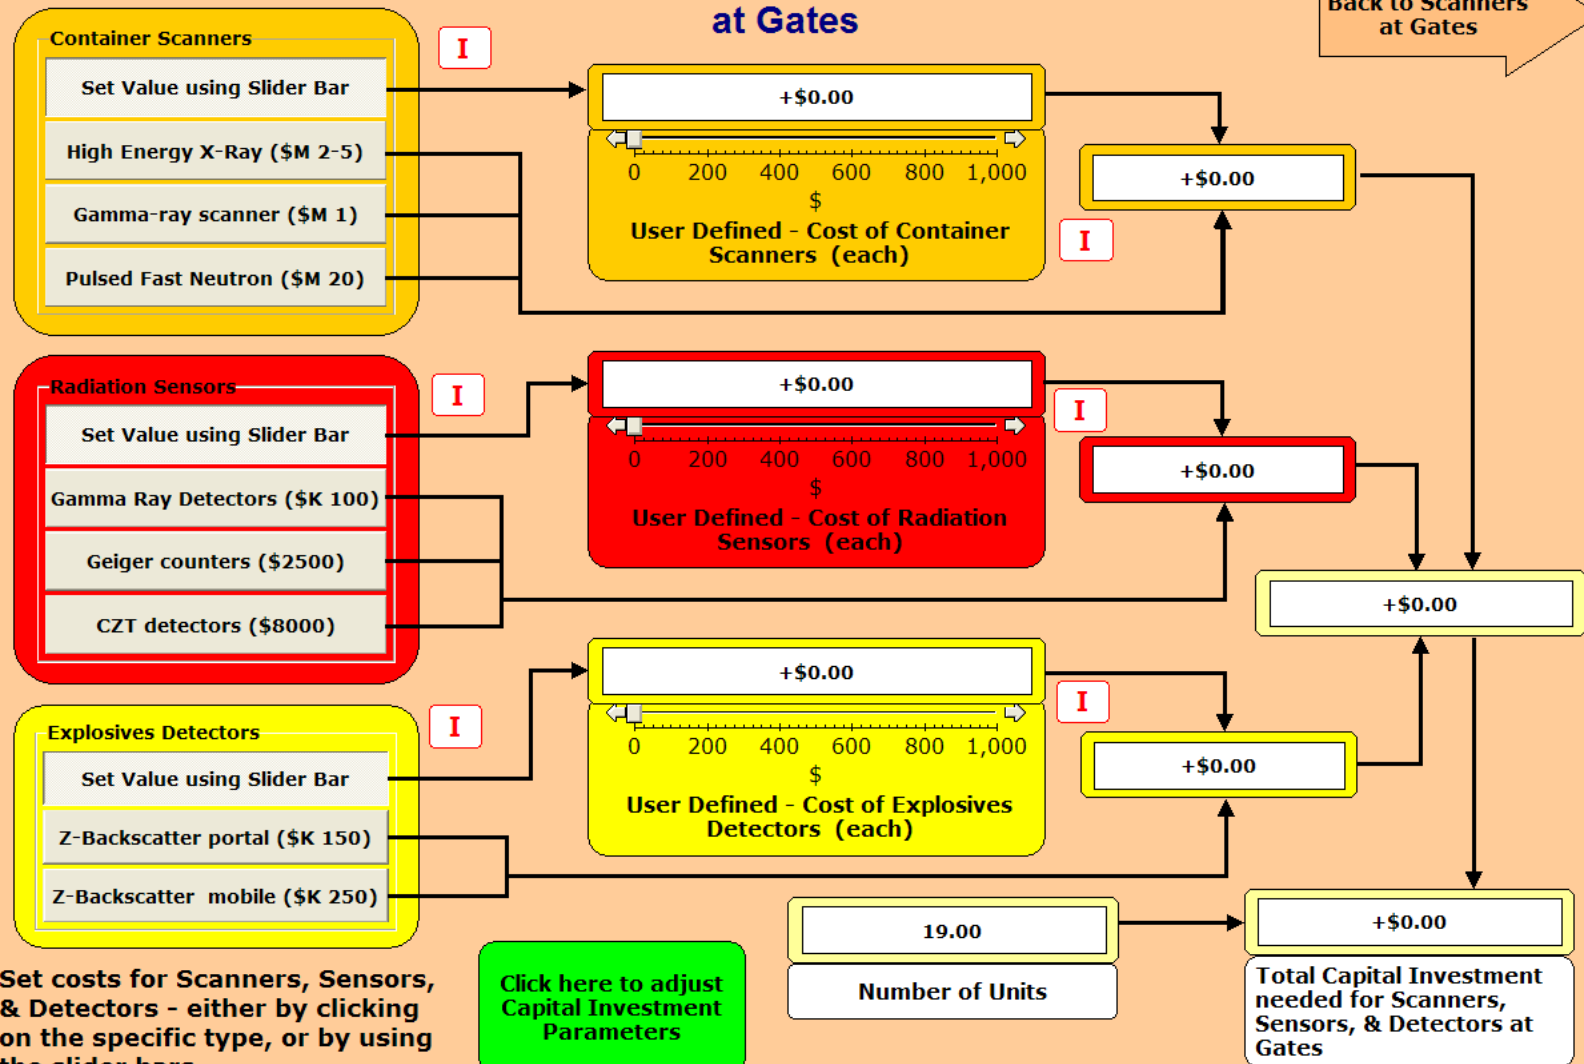 at Gates
Back to Scanners
at Gates
Container Scanners
I
Set Value using Slider Bar
High Energy X-Ray ($M 2-5)
Gamma-ray scanner ($M 1)
Pulsed Fast Neutron ($M 20)
+$0.00
0 200 400 600 800 1,000
$
User Defined - Cost of Container
Scanners (each)
+$0.00
I
Radiation Sensors
I
Set Value using Slider Bar
Gamma Ray Detectors ($K 100)
Geiger counters ($2500)
CZT detectors ($8000)
+$0.00
0 200 400 600 800 1,000
$
User Defined - Cost of Radiation
Sensors (each)
I
+$0.00
+$0.00
Explosives Detectors
I
Set Value using Slider Bar
Z-Backscatter portal ($K 150)
Z-Backscatter mobile ($K 250)
+$0.00
0 200 400 600 800 1,000
$
User Defined - Cost of Explosives
Detectors (each)
I
+$0.00
Set costs for Scanners, Sensors,
& Detectors - either by clicking
on the specific type, or by using
the slider bars
Click here to adjust
Capital Investment
Parameters
19.00
Number of Units
+$0.00
Total Capital Investment
needed for Scanners,
Sensors, & Detectors at
Gates